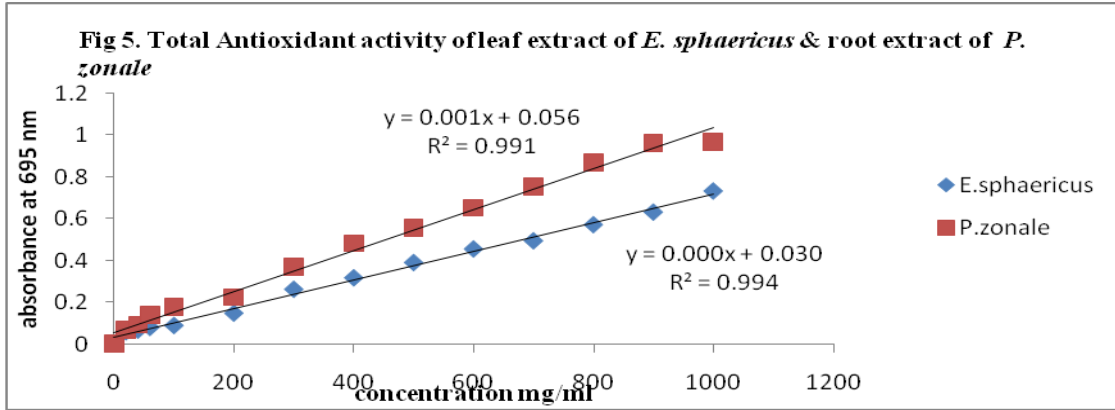 Fig 5. Total Antioxidant activity of leaf extract of E. sphaericus & root extract of P.
zonale
absorbance at 695 nm
1.2
1
0.8
0.6
0.4
0.2
0
y = 0.001x + 0.056
R² = 0.991
y = 0.000x + 0.030
R² = 0.994
E.sphaericus
P.zonale
0 200 400 600 800 1000 1200
concentration mg/ml